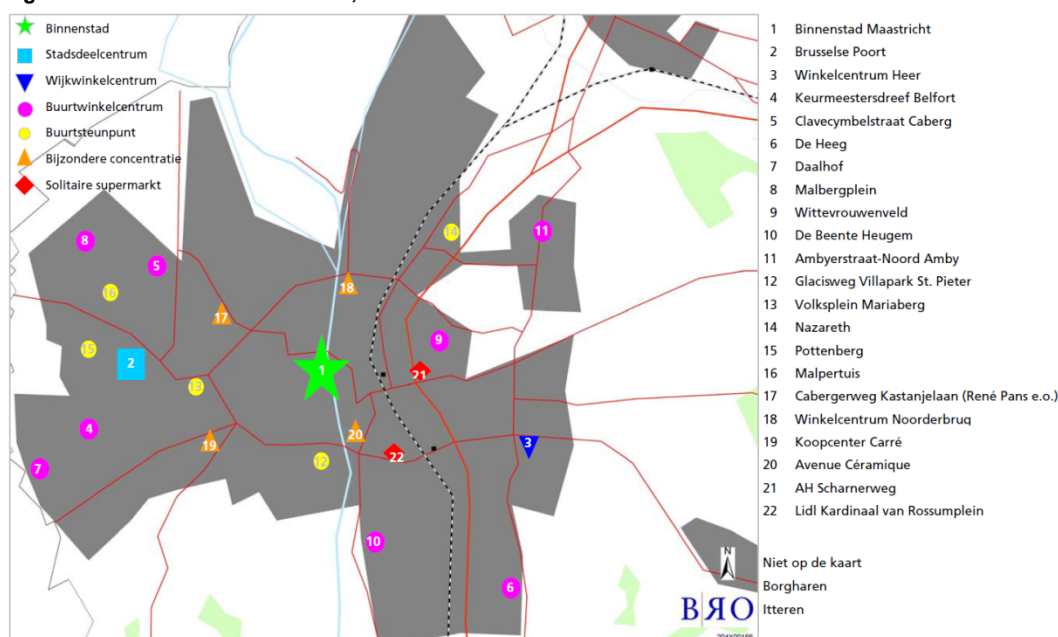 Binnenstad
Stadsdeelcentrum
Wijkwinkelcentrum
Buurtwinkelcentrum
Buurtsteunpunt
Bijzondere concentratie
Solitaire supermarkt
14
11
8
5
16
18
17
9
15
2
1
21
13
4
20
3
19
22
12
7
10
6
N
BRO
1 Binnenstad Maastricht
2 Brusselse Poort
3 Winkelcentrum Heer
4 Keurmeestersdreef Belfort
5 Clavecymbelstraat Caberg
6 De Heeg
7 Daalhof
8 Malbergplein
9 Wittevrouwenveld
10 De Beente Heugem
11 Ambyerstraat-Noord Amby
12 Glacisweg Villapark St. Pieter
13 Volksplein Mariaberg
14 Nazareth
15 Pottenberg
16 Malpertuis
17 Cabergerweg Kastanjelaan (René Pans e.o.)
18 Winkelcentrum Noorderbrug
19 Koopcenter Carré
20 Avenue Céramique
21 AH Scharnerweg
22 Lidl Kardinaal van Rossumplein
Niet op de kaart
Borgharen
Itteren